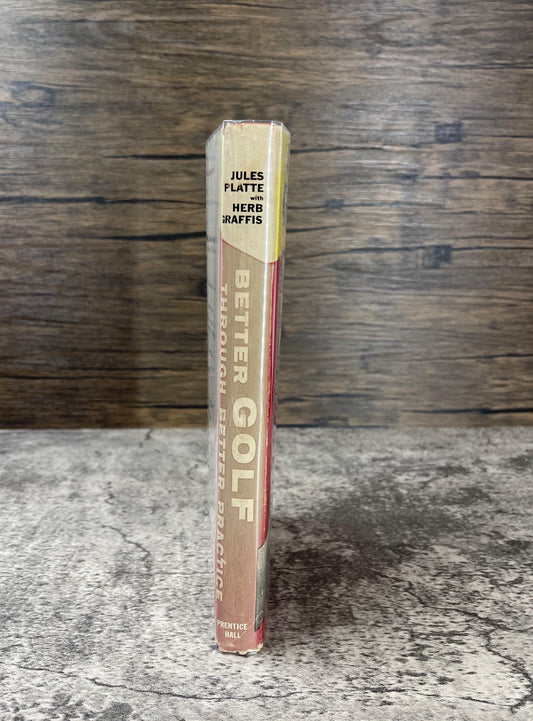 JULES
PLATTE
with
HERB
GRAFFIS
BETTER GOLF
THROUGH BETTER PRACTICE
PRENTICE
HALL